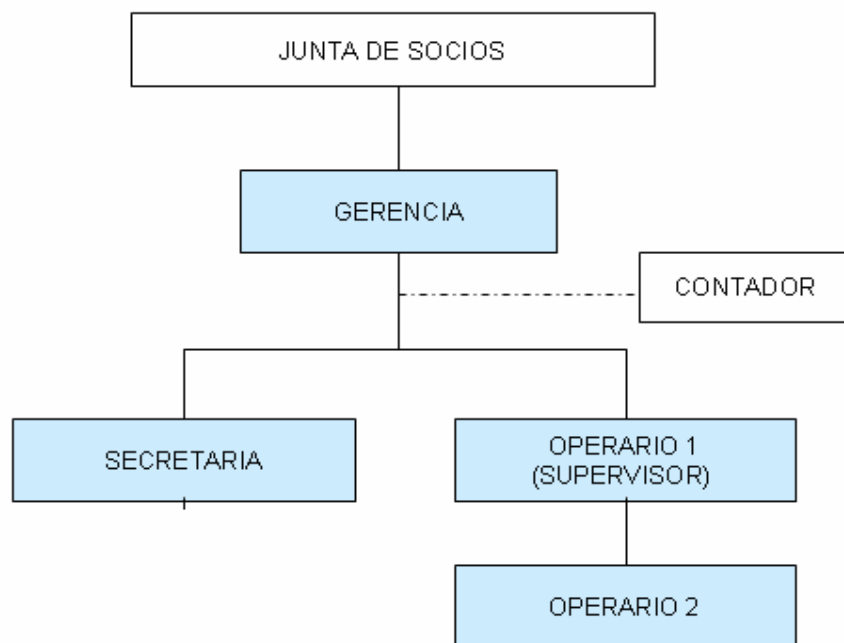 JUNTA DE SOCIOS
GERENCIA
CONTADOR
SECRETARIA
OPERARIO 1
(SUPERVISOR)
OPERARIO 2